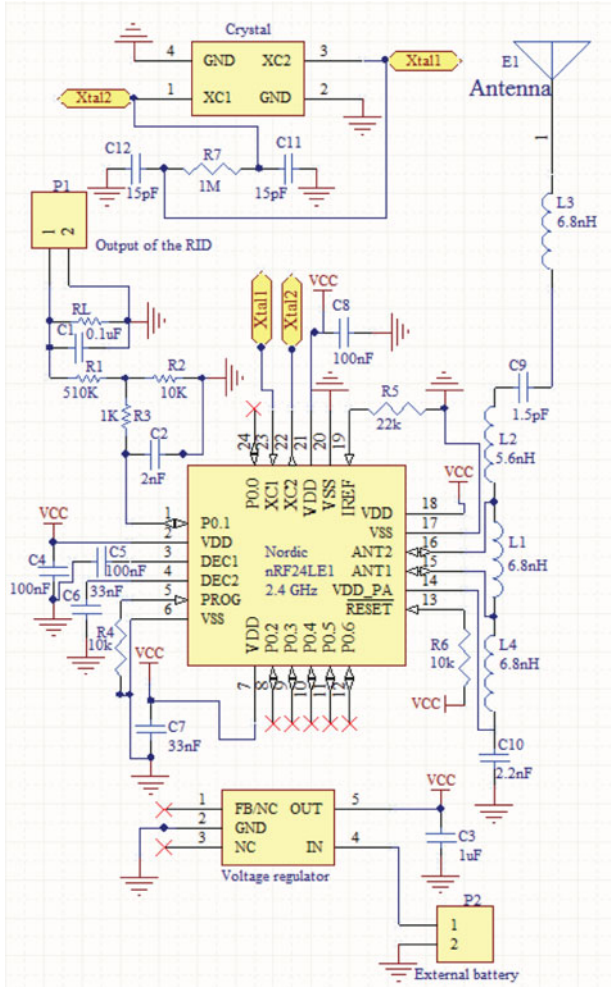 Crystal
E1
Antenna
1
4 GND XC2 3
1 XC1 GND 2
Xtal2
Xtal1
C12
15pF
R7
1M
C11
15pF
L3
6.8nH
P1
1 2
Output of the RID
RL
0.1uF
C1
R1
510K
R2
10K
1K R3
C2
2nF
Xtal1
Xtal2
VCC
C8
100nF
R5
22k
C9
1.5pF
L2
5.6nH
L1
6.8nH
L4
6.8nH
C10
2.2nF
24 23 22 21 20 19
P0.0 XC1 XC2 VDD VSS IREF
1 P0.1
2 VDD
3 DEC1
4 DEC2
5 PROG
6 VSS
Nordic
nRF24LE1
2.4 GHz
VDD 18
VSS 17
ANT2 16
ANT1 15
VDD_PA 14
RESET 13
VDD P0.2 P0.3 P0.4 P0.5 P0.6
7 8 9 10 11 12
VCC
VCC
C4
100nF
C5
100nF
C6
33nF
R4
10k
VCC
C7
33nF
R6
10k
VCC
1 FB/NC OUT 5
2 GND
3 NC IN 4
Voltage regulator
VCC
C3
1uF
P2
1
2
External battery